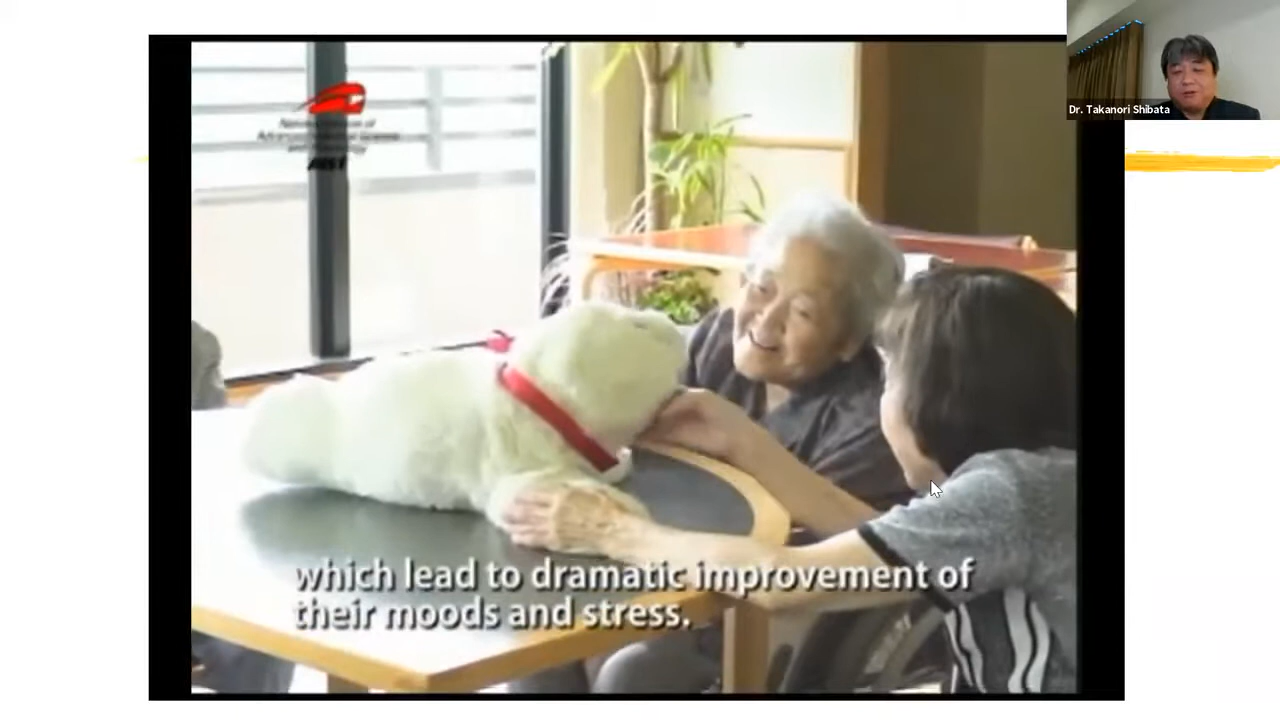 Dr. Takanori Shibata
which lead to dramatic improvement of
their moods and stress.